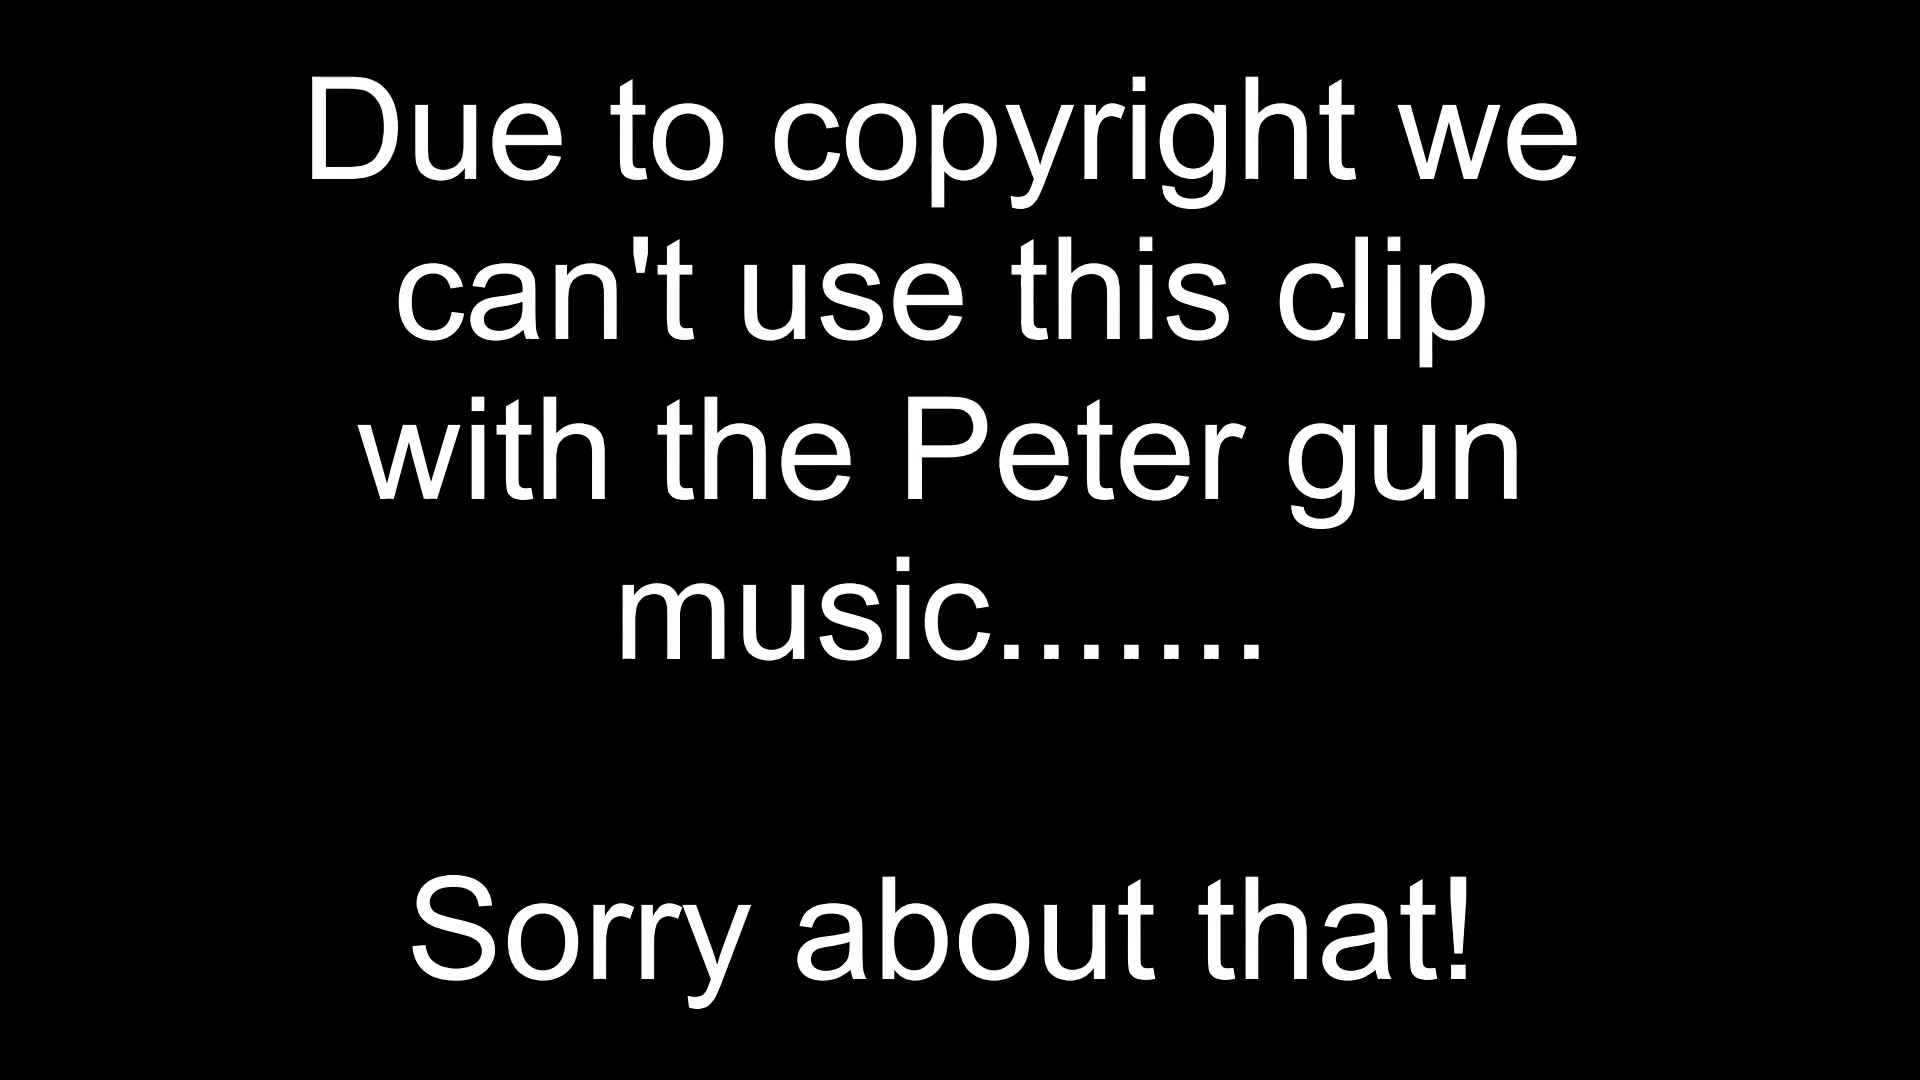 Due to copyright we
can't use this clip
with the Peter gun
music.......
Sorry about that!